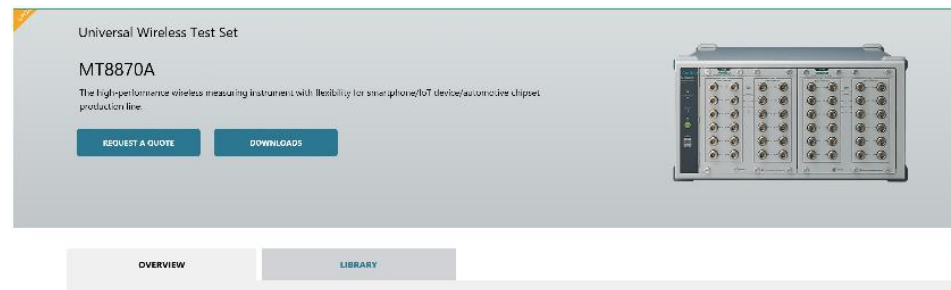 Universal Wireless Test Set
MT8870A
The high-performance wireless measuring instrument with flexibility for smartphone/IoT device/automotive chipset
production line.
REQUEST A QUOTE
DOWNLOADS
OVERVIEW
LIBRARY